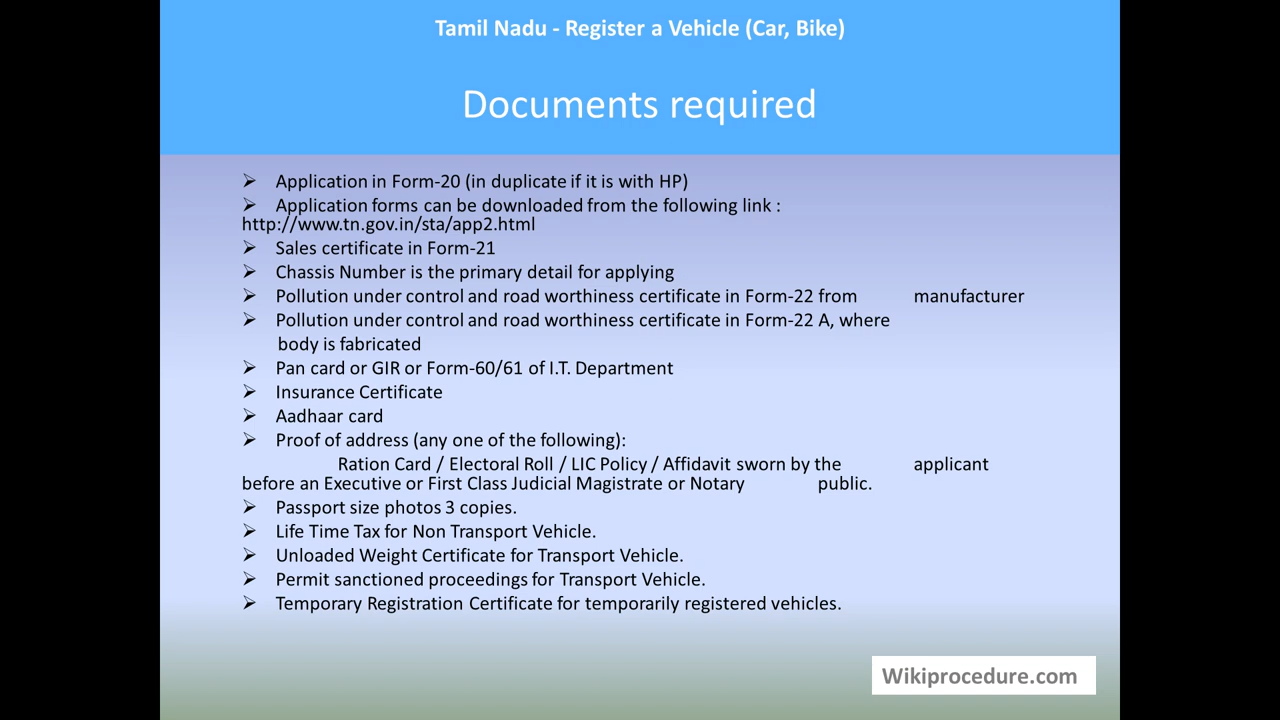 Tamil Nadu - Register a Vehicle (Car, Bike)
Documents required
➢ Application in Form-20 (in duplicate if it is with HP)
➢ Application forms can be downloaded from the following link :
http://www.tn.gov.in/sta/app2.html
➢ Sales certificate in Form-21
➢ Chassis Number is the primary detail for applying
➢ Pollution under control and road worthiness certificate in Form-22 from manufacturer
➢ Pollution under control and road worthiness certificate in Form-22 A, where
body is fabricated
➢ Pan card or GIR or Form-60/61 of I.T. Department
➢ Insurance Certificate
➢ Aadhaar card
➢ Proof of address (any one of the following):
Ration Card / Electoral Roll / LIC Policy / Affidavit sworn by the applicant
before an Executive or First Class Judicial Magistrate or Notary public.
➢ Passport size photos 3 copies.
➢ Life Time Tax for Non Transport Vehicle.
➢ Unloaded Weight Certificate for Transport Vehicle.
➢ Permit sanctioned proceedings for Transport Vehicle.
➢ Temporary Registration Certificate for temporarily registered vehicles.
Wikiprocedure.com